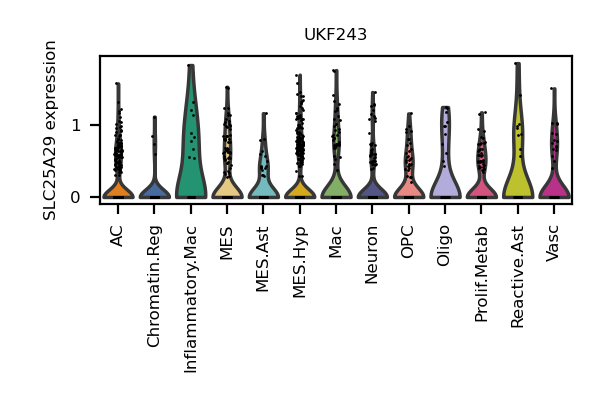 UKF243
SLC25A29 expression
1
0
AC
Chromatin.Reg
Inflammatory.Mac
MES
MES.Ast
MES.Hyp
Mac
Neuron
OPC
Oligo
Prolif.Metab
Reactive.Ast
Vasc